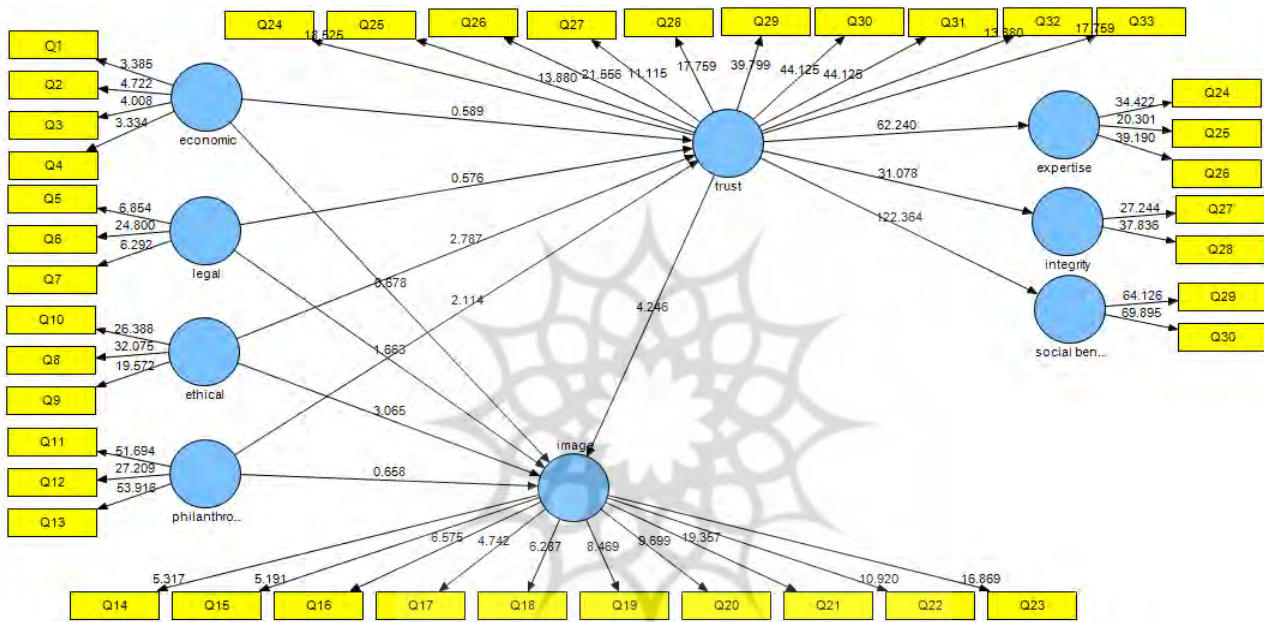 Q24 Q25 Q26 Q27 Q28 Q29 Q30 Q31 Q32 Q33
18.525 13.880 21.556 11.115 17.759 39.799 44.125 44.125 13.880 17.759
Q1
Q2
Q3
Q4
3.385
4.722
4.008
3.334
economic
Q5
Q6
Q7
6.854
24.800
6.292
legal
Q10
Q8
Q9
26.388
32.075
19.572
ethical
Q11
Q12
Q13
51.694
27.209
53.916
philanthro...
0.589
0.576
2.787
0.678
2.114
1.663
3.065
0.658
4.246
trust
image
62.240
31.078
122.364
expertise
34.422
20.301
39.190
Q24
Q25
Q26
integrity
27.244
37.836
Q27
Q28
social ben...
64.126
69.895
Q29
Q30
5.317 5.191 6.575 4.742 6.287 8.469 9.699 19.357 10.920 16.869
Q14 Q15 Q16 Q17 Q18 Q19 Q20 Q21 Q22 Q23